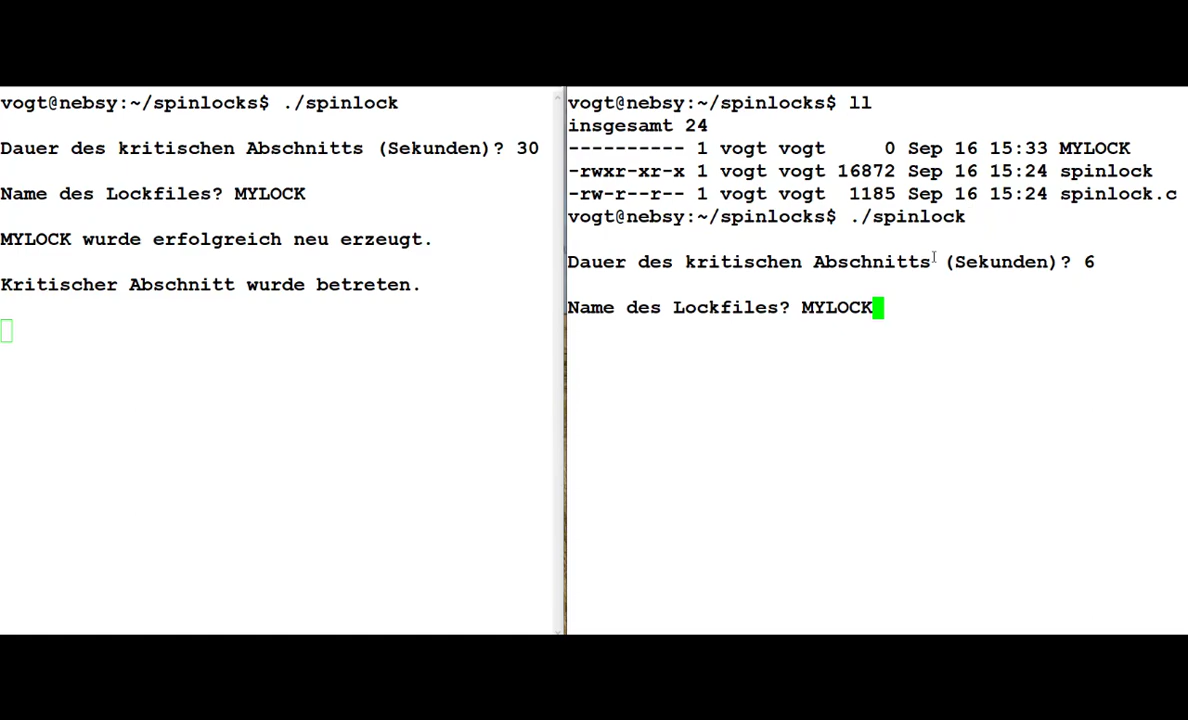 vogt@nebsy:~/spinlocks$ ./spinlock
Dauer des kritischen Abschnitts (Sekunden)? 30
Name des Lockfiles? MYLOCK
MYLOCK wurde erfolgreich neu erzeugt.
Kritischer Abschnitt wurde betreten.
vogt@nebsy:~/spinlocks$ ll
insgesamt 24
---------- 1 vogt vogt     0 Sep 16 15:33 MYLOCK
-rwxr-xr-x 1 vogt vogt 16872 Sep 16 15:24 spinlock
-rw-r--r-- 1 vogt vogt  1185 Sep 16 15:24 spinlock.c
vogt@nebsy:~/spinlocks$ ./spinlock
Dauer des kritischen Abschnitts (Sekunden)? 6
Name des Lockfiles? MYLOCK